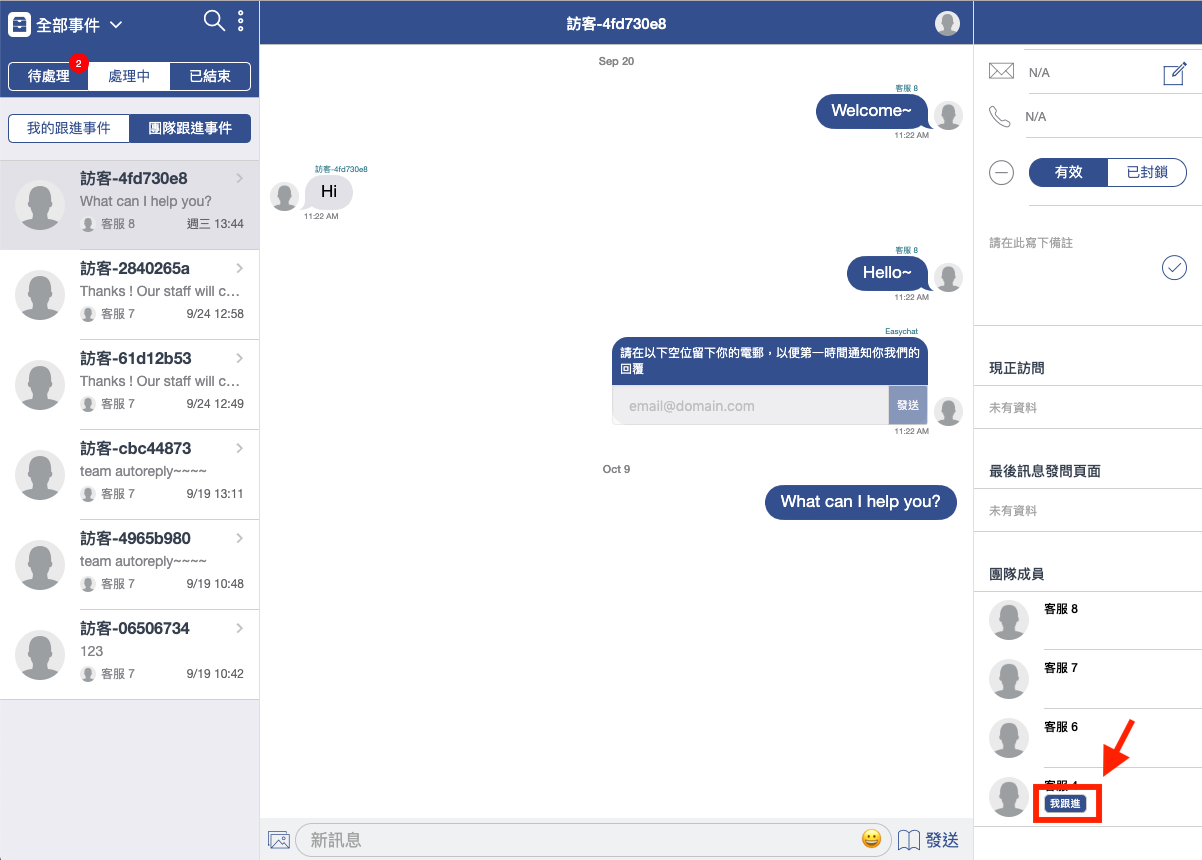 全部事件
待處理
2
處理中
已結束
我的跟進事件
團隊跟進事件
訪客-4fd730e8
What can I help you?
客服 8
週三 13:44
訪客-2840265a
Thanks ! Our staff will c…
客服 7
9/24 12:58
訪客-61d12b53
Thanks ! Our staff will c…
客服 7
9/24 12:49
訪客-cbc44873
team autoreply~~~~
客服 7
9/19 13:11
訪客-4965b980
team autoreply~~~~
客服 7
9/19 10:48
訪客-06506734
123
客服 7
9/19 10:42
訪客-4fd730e8
Sep 20
客服 8
Welcome~
11:22 AM
訪客-4fd730e8
Hi
11:22 AM
客服 8
Hello~
11:22 AM
Easychat
請在以下空位留下你的電郵，以便第一時間通知你我們的
回覆
email@domain.com
發送
11:22 AM
Oct 9
What can I help you?
新訊息
發送
N/A
N/A
有效
已封鎖
請在此寫下備註
現正訪問
未有資料
最後訊息發問頁面
未有資料
團隊成員
客服 8
客服 7
客服 6
客服 4
我跟進